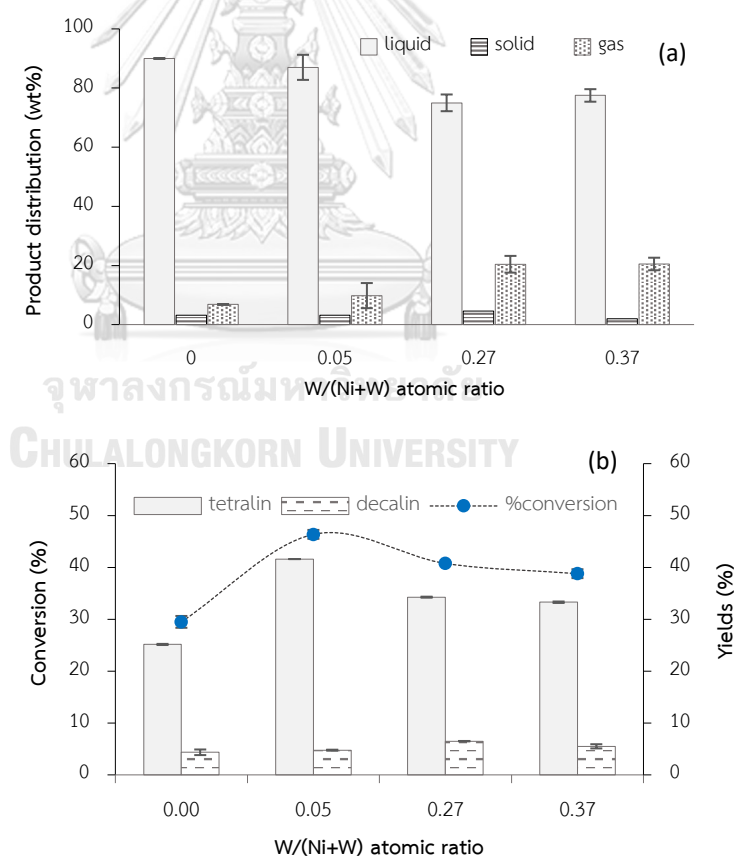 100
80
60
40
20
0
Product distribution (wt%)
liquid solid gas (a)
0 0.05 0.27 0.37
W/(Ni+W) atomic ratio
จุฬาลงกรณ์มหาวิทยาลัย
CHULALONGKORN UNIVERSITY
(b)
60
50
40
30
20
10
0
Conversion (%)
tetralin decalin %conversion
60
50
40
30
20
10
0
Yields (%)
0.00 0.05 0.27 0.37
W/(Ni+W) atomic ratio